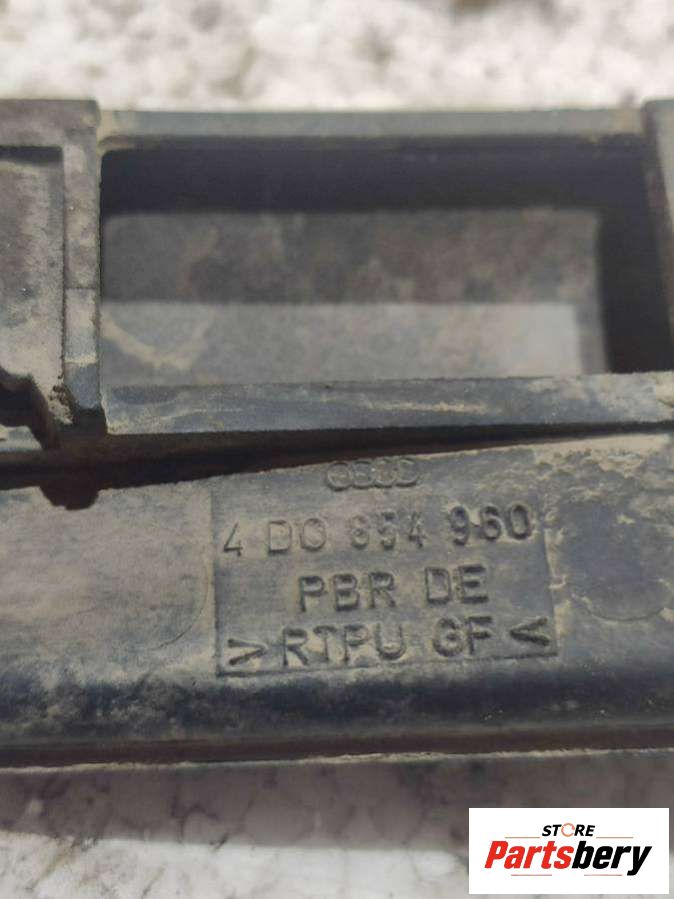 4 D0 854 960
PBR DE
>RTPU GF<
STORE
Partsbery